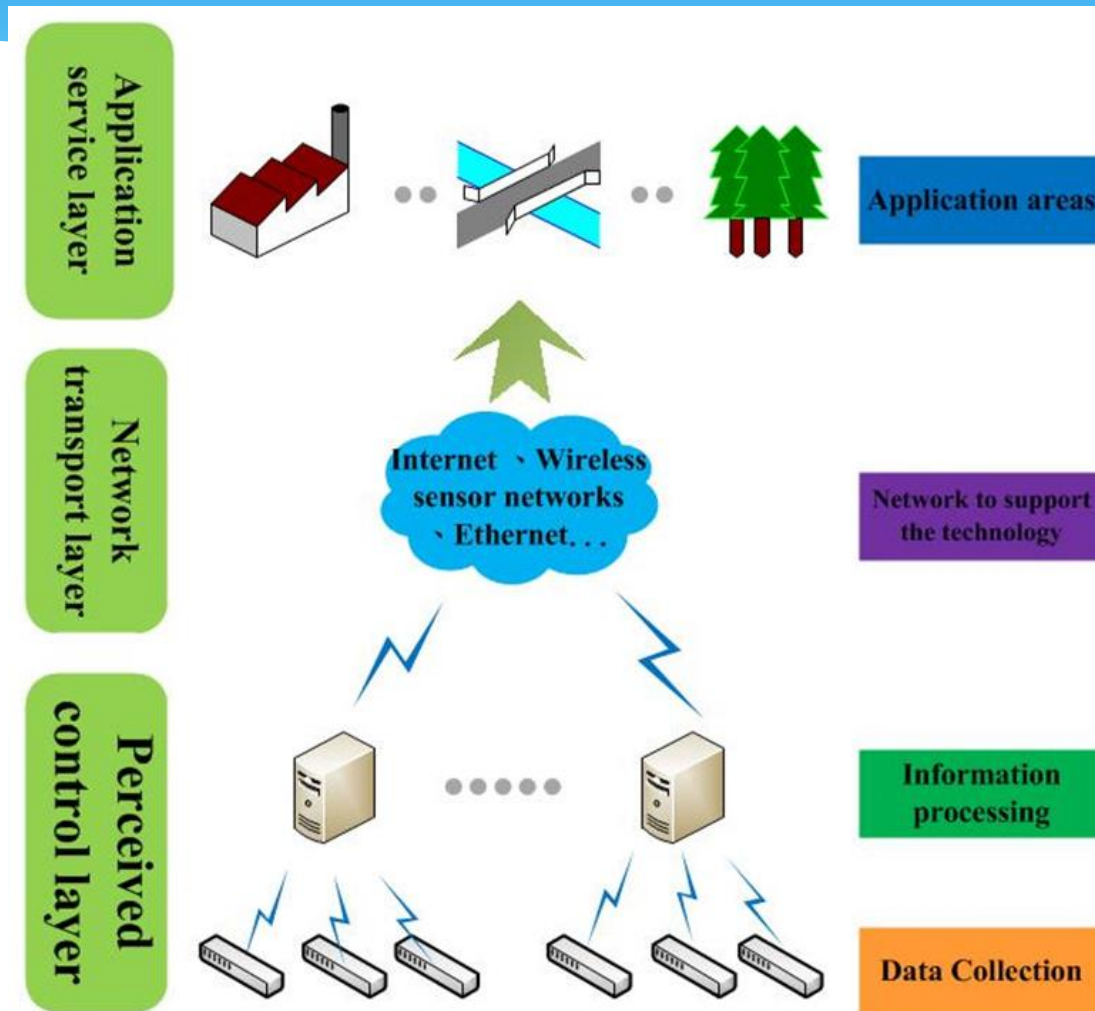 Application
service layer
Application areas
Network
transport layer
Internet 、Wireless
sensor networks
、Ethernet...
Network to support
the technology
Perceived
control layer
Information
processing
Data Collection